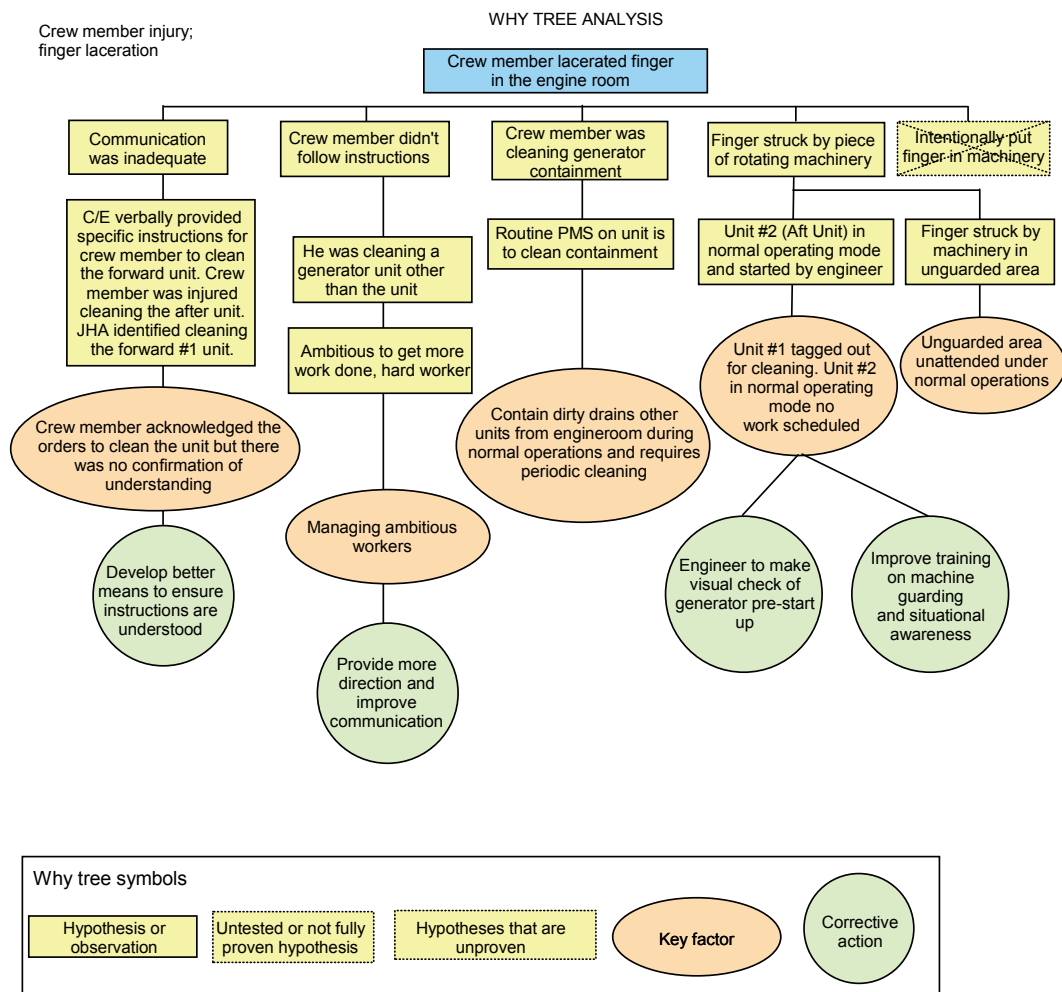 WHY TREE ANALYSIS
Crew member injury;
finger laceration
Crew member lacerated finger
in the engine room
Communication
was inadequate
Crew member didn't
follow instructions
Crew member was
cleaning generator
containment
Finger struck by piece
of rotating machinery
Intentionally put
finger in machinery
C/E verbally provided
specific instructions for
crew member to clean
the forward unit. Crew
member was injured
cleaning the after unit.
JHA identified cleaning
the forward #1 unit.
He was cleaning a
generator unit other
than the unit
Routine PMS on unit is
to clean containment
Unit #2 (Aft Unit) in
normal operating mode
and started by engineer
Finger struck by
machinery in
unguarded area
Ambitious to get more
work done, hard worker
Unit #1 tagged out
for cleaning. Unit #2
in normal operating
mode no
work scheduled
Unguarded area
unattended under
normal operations
Crew member acknowledged the
orders to clean the unit but there
was no confirmation of
understanding
Contain dirty drains other
units from engineroom during
normal operations and requires
periodic cleaning
Managing ambitious
workers
Develop better
means to ensure
instructions are
understood
Engineer to make
visual check of
generator pre-start
up
Improve training
on machine
guarding
and situational
awareness
Provide more
direction and
improve
communication
Why tree symbols
Hypothesis or
observation
Untested or not fully
proven hypothesis
Hypotheses that are
unproven
Key factor
Corrective
action